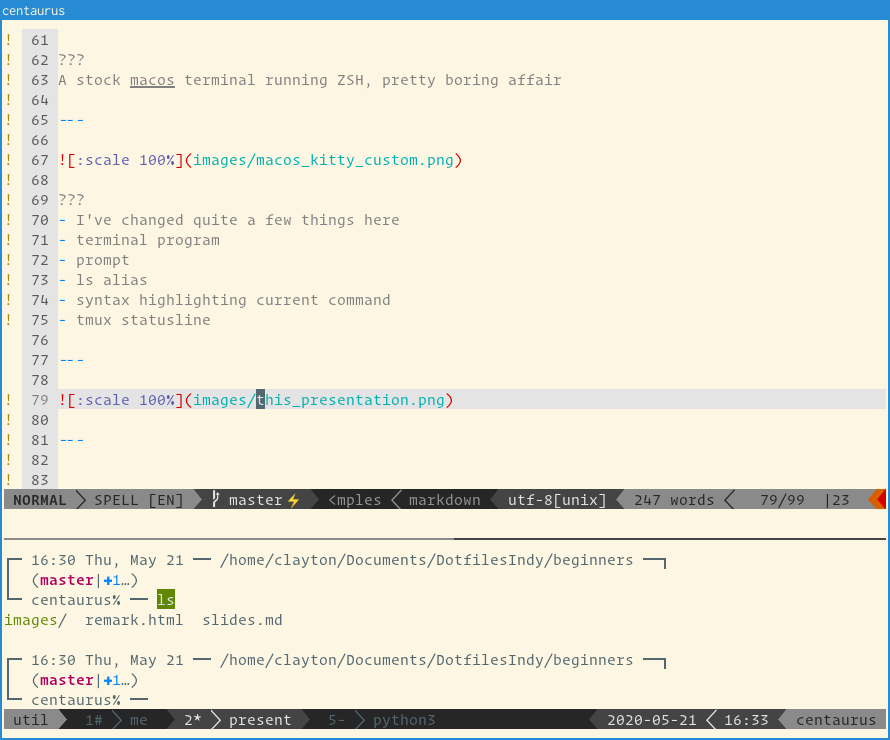 centaurus
! 61
! 62 ???
! 63 A stock macos terminal running ZSH, pretty boring affair
! 64
! 65 ---
! 66
! 67 ![:scale 100%](images/macos_kitty_custom.png)
! 68
! 69 ???
! 70 - I've changed quite a few things here
! 71 - terminal program
! 72 - prompt
! 73 - ls alias
! 74 - syntax highlighting current command
! 75 - tmux statusline
76
77 ---
78
! 79 ![:scale 100%](images/this_presentation.png)
! 80
! 81 ---
! 82
! 83
NORMAL SPELL [EN] master⚡ <mples markdown utf-8[unix] 247 words 79/99 |23
16:30 Thu, May 21 ── /home/clayton/Documents/DotfilesIndy/beginners
(master|✚1…)
centaurus% ── ls
images/ remark.html slides.md
16:30 Thu, May 21 ── /home/clayton/Documents/DotfilesIndy/beginners
(master|✚1…)
centaurus% ──
util 1# me 2* present 5- python3 2020-05-21 16:33 centaurus